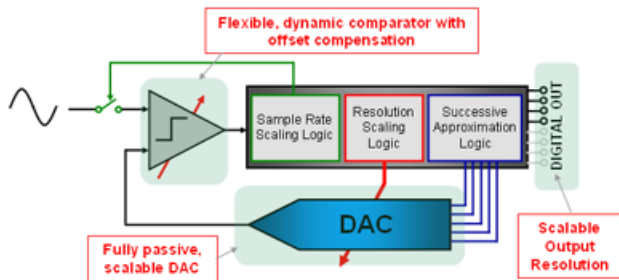 Flexible, dynamic comparator with
offset compensation
Sample Rate
Scaling Logic
Resolution
Scaling
Logic
Successive
Approximation
Logic
DIGITAL OUT
DAC
Fully passive,
scalable DAC
Scalable
Output
Resolution